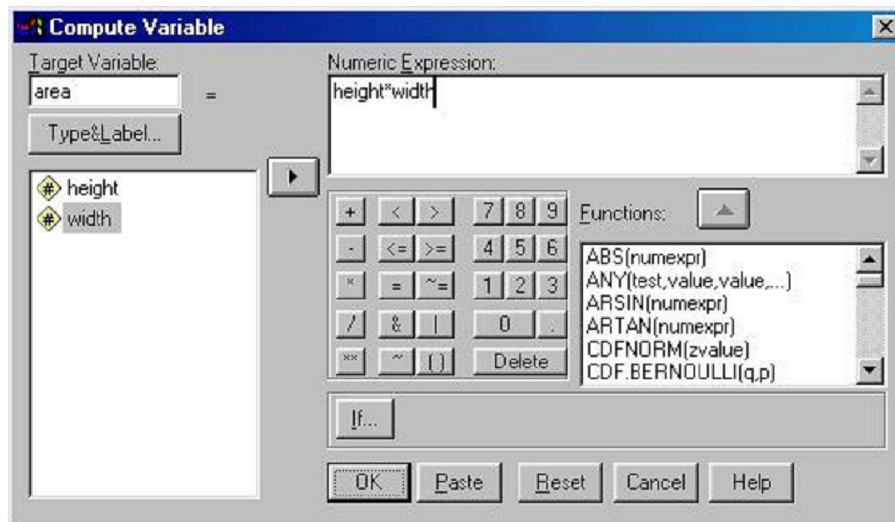 Compute Variable
Target Variable:
area
=
Type&Label...
height
width
Numeric Expression:
height*width
+ < > 7 8 9
- <= >= 4 5 6
* = ~= 1 2 3
/ & | 0 .
** ~ () Delete
Functions:
ABS(numexpr)
ANY(test,value,value,...)
ARSIN(numexpr)
ARTAN(numexpr)
CDFNORM(zvalue)
CDF.BERNOULLI(q,p)
If...
OK Paste Reset Cancel Help